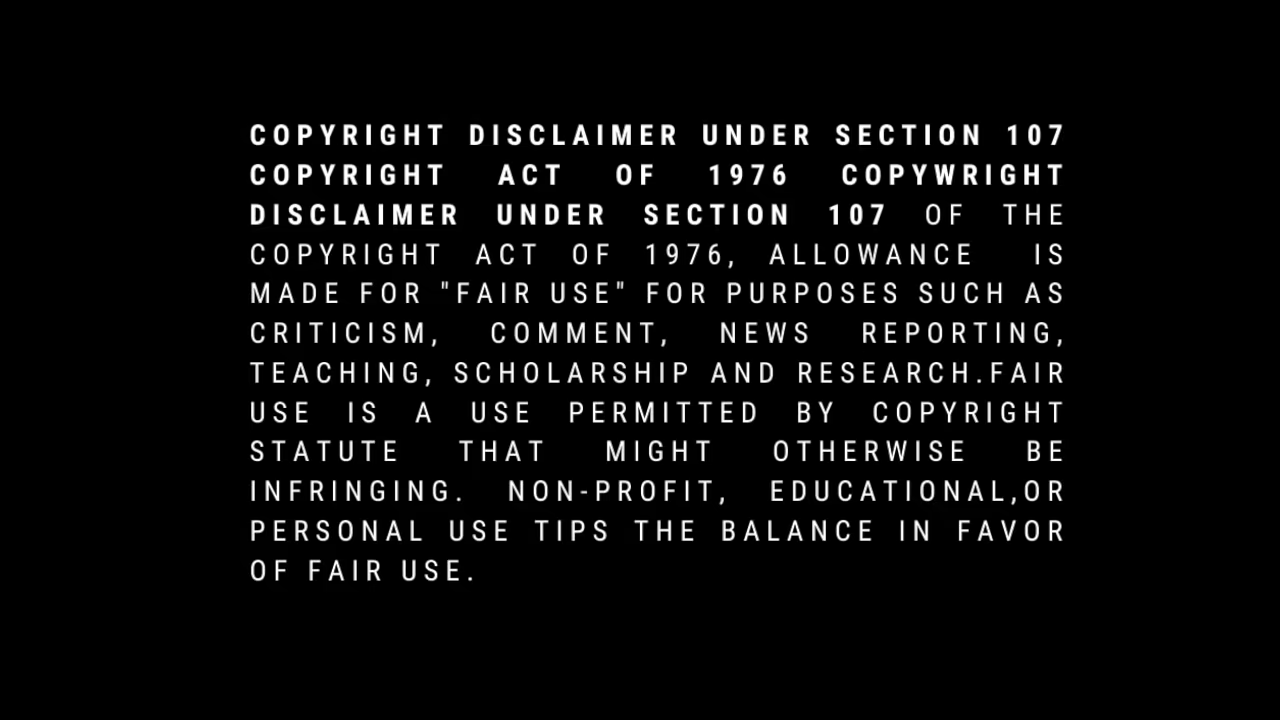 COPYRIGHT DISCLAIMER UNDER SECTION 107
COPYRIGHT ACT OF 1976 COPYWRIGHT
DISCLAIMER UNDER SECTION 107 OF THE
COPYRIGHT ACT OF 1976, ALLOWANCE IS
MADE FOR "FAIR USE" FOR PURPOSES SUCH AS
CRITICISM, COMMENT, NEWS REPORTING,
TEACHING, SCHOLARSHIP AND RESEARCH.FAIR
USE IS A USE PERMITTED BY COPYRIGHT
STATUTE THAT MIGHT OTHERWISE BE
INFRINGING. NON-PROFIT, EDUCATIONAL,OR
PERSONAL USE TIPS THE BALANCE IN FAVOR
OF FAIR USE.